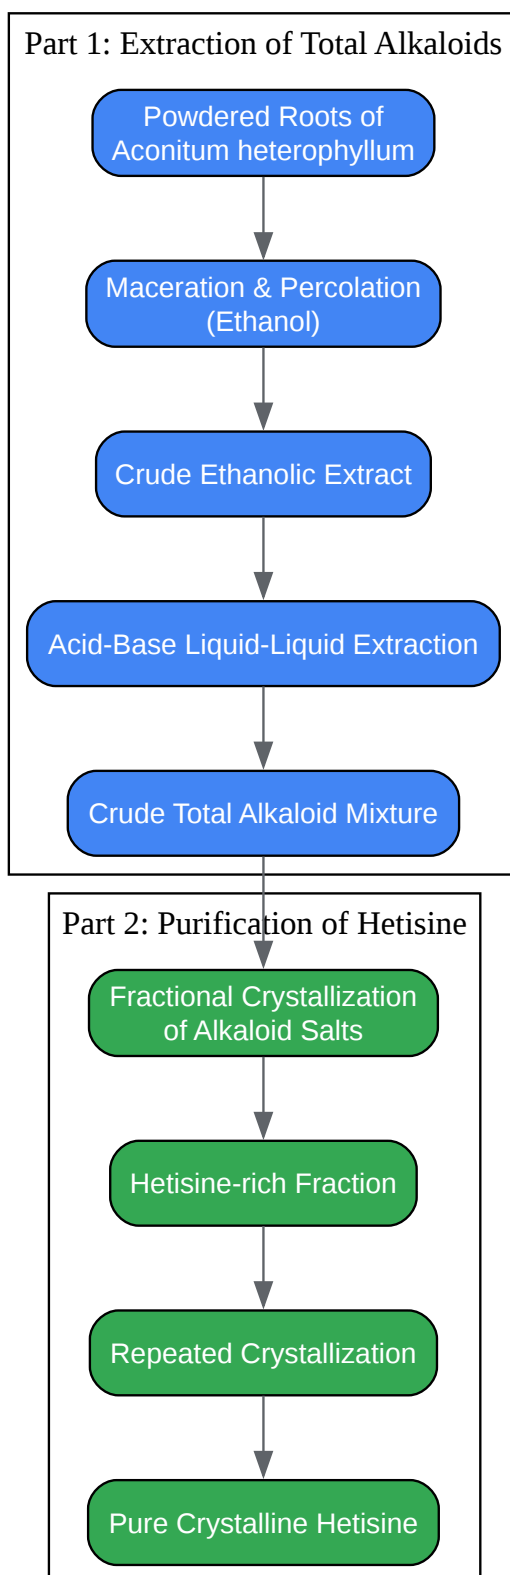 Part 1: Extraction of Total Alkaloids
Powdered Roots of
Aconitum heterophyllum
Maceration & Percolation
(Ethanol)
Crude Ethanolic Extract
Acid-Base Liquid-Liquid Extraction
Crude Total Alkaloid Mixture
Part 2: Purification of Hetisine
Fractional Crystallization
of Alkaloid Salts
Hetisine-rich Fraction
Repeated Crystallization
Pure Crystalline Hetisine